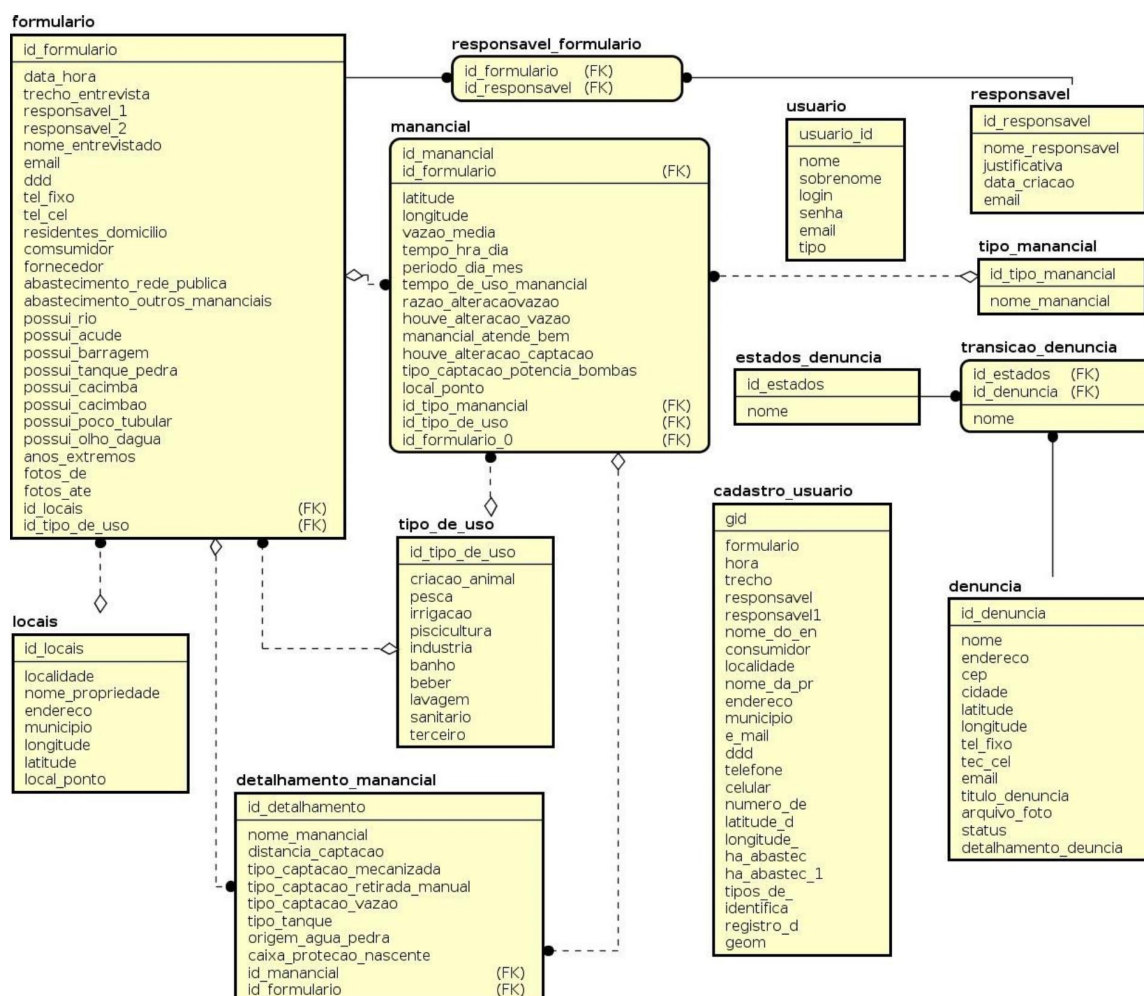 formulario
id_formulario
data_hora
trecho_entrevista
responsavel_1
responsavel_2
nome_entrevistado
email
ddd
tel_fixo
tel_cel
residentes_domicilio
comsumidor
fornecedor
abastecimento_rede_publica
abastecimento_outros_mananciais
possui_rio
possui_acude
possui_barragem
possui_tanque_pedra
possui_cacimba
possui_cacimbao
possui_poco_tubular
possui_olho_dagua
anos_extremos
fotos_de
fotos_ate
id_locais (FK)
id_tipo_de_uso (FK)
responsavel_formulario
id_formulario (FK)
id_responsavel (FK)
responsavel
id_responsavel
nome_responsavel
justificativa
data_criacao
email
usuario
usuario_id
nome
sobrenome
login
senha
email
tipo
manancial
id_manancial
id_formulario (FK)
latitude
longitude
vazao_media
tempo_hra_dia
periodo_dia_mes
tempo_de_uso_manancial
razao_alteracaovazao
houve_alteracao_vazao
manancial_atende_bem
houve_alteracao_captacao
tipo_captacao_potencia_bombas
local_ponto
id_tipo_manancial (FK)
id_tipo_de_uso (FK)
id_formulario_0 (FK)
tipo_manancial
id_tipo_manancial
nome_manancial
estados_denuncia
id_estados
nome
transicao_denuncia
id_estados (FK)
id_denuncia (FK)
nome
locais
id_locais
localidade
nome_propriedade
endereco
municipio
longitude
latitude
local_ponto
tipo_de_uso
id_tipo_de_uso
criacao_animal
pesca
irrigacao
piscicultura
industria
banho
beber
lavagem
sanitario
terceiro
cadastro_usuario
gid
formulario
hora
trecho
responsavel
responsavel1
nome_do_en
consumidor
localidade
nome_da_pr
endereco
municipio
e_mail
ddd
telefone
celular
numero_de
latitude_d
longitude_
ha_abastec
ha_abastec_1
tipos_de_
identifica
registro_d
geom
denuncia
id_denuncia
nome
endereco
cep
cidade
latitude
longitude
tel_fixo
tec_cel
email
titulo_denuncia
arquivo_foto
status
detalhamento_deuncia
detalhamento_manancial
id_detalhamento
nome_manancial
distancia_captacao
tipo_captacao_mecanizada
tipo_captacao_retirada_manual
tipo_captacao_vazao
tipo_tanque
origem_agua_pedra
caixa_protecao_nascente
id_manancial (FK)
id_formulario (FK)